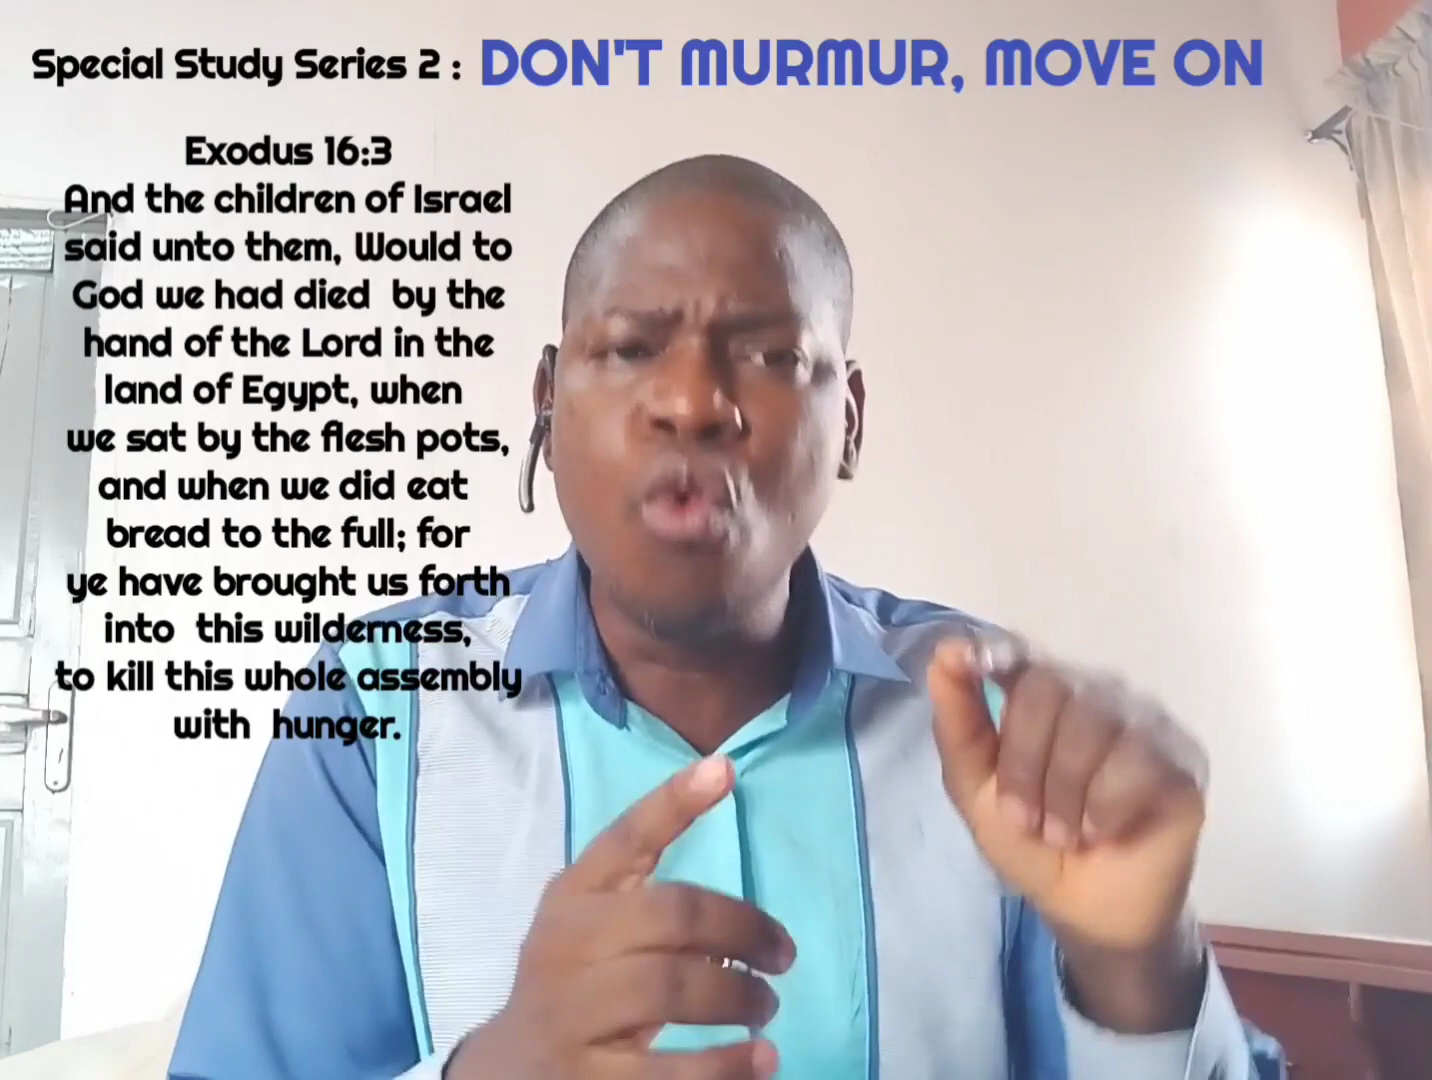 Special Study Series 2 : DON'T MURMUR, MOVE ON
Exodus 16:3
And the children of Israel
said unto them, Would to
God we had died by the
hand of the Lord in the
land of Egypt, when
we sat by the flesh pots,
and when we did eat
bread to the full; for
ye have brought us forth
into this wilderness,
to kill this whole assembly
with hunger.